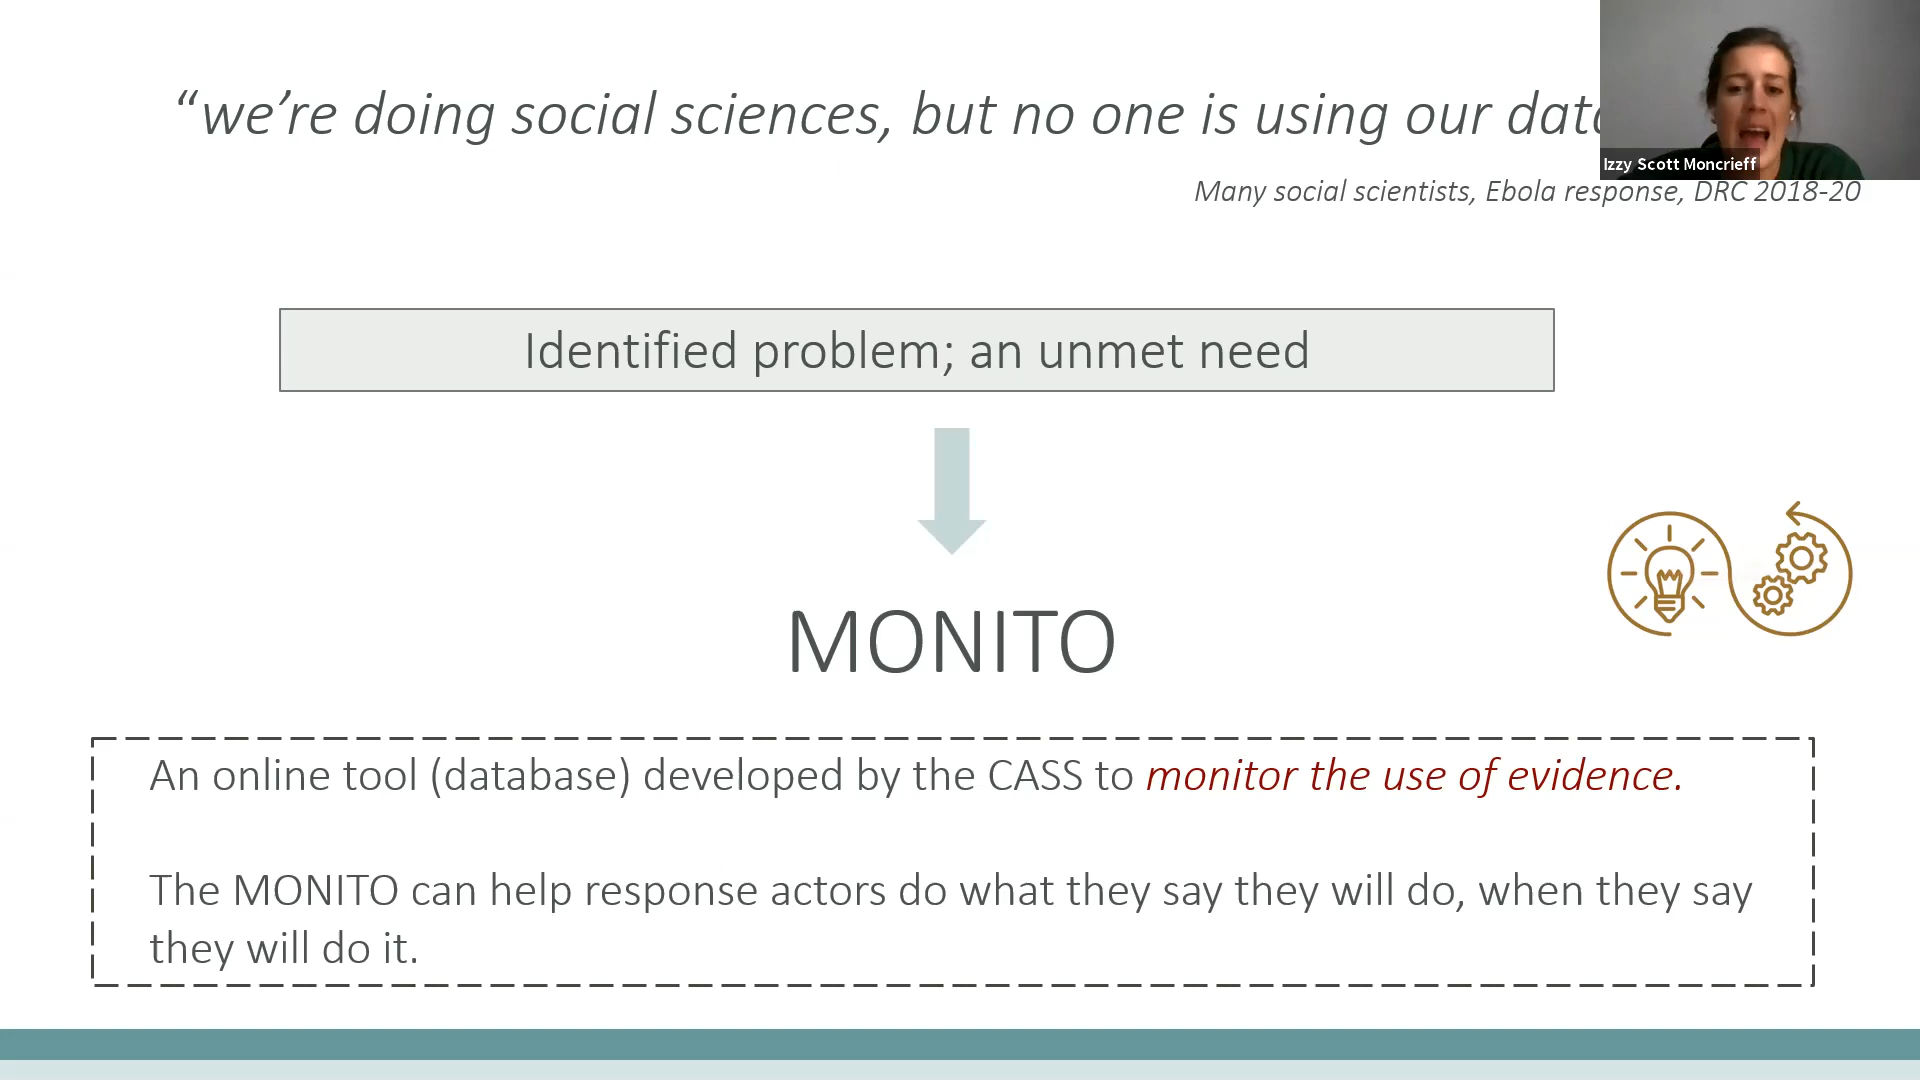 “we’re doing social sciences, but no one is using our data
Izzy Scott Moncrieff
Many social scientists, Ebola response, DRC 2018-20
Identified problem; an unmet need
MONITO
An online tool (database) developed by the CASS to monitor the use of evidence.
The MONITO can help response actors do what they say they will do, when they say
they will do it.